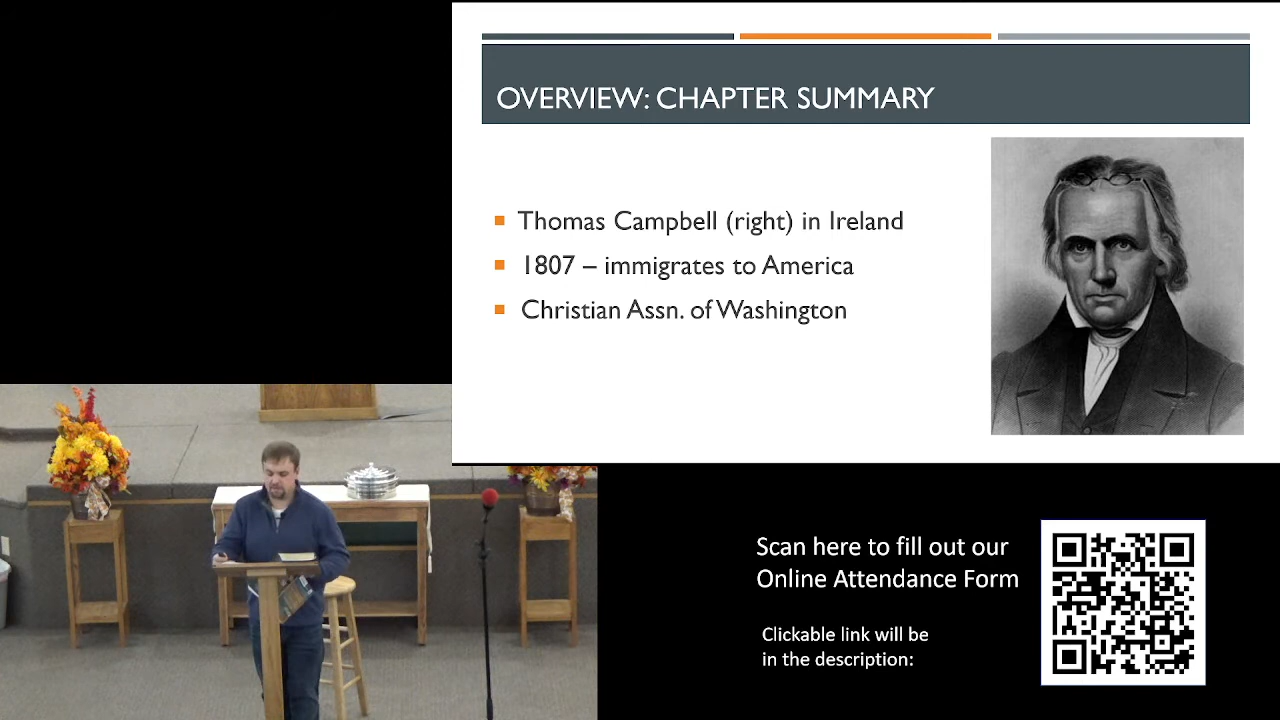 OVERVIEW: CHAPTER SUMMARY
Thomas Campbell (right) in Ireland
1807 – immigrates to America
Christian Assn. of Washington
Scan here to fill out our
Online Attendance Form
Clickable link will be
in the description: